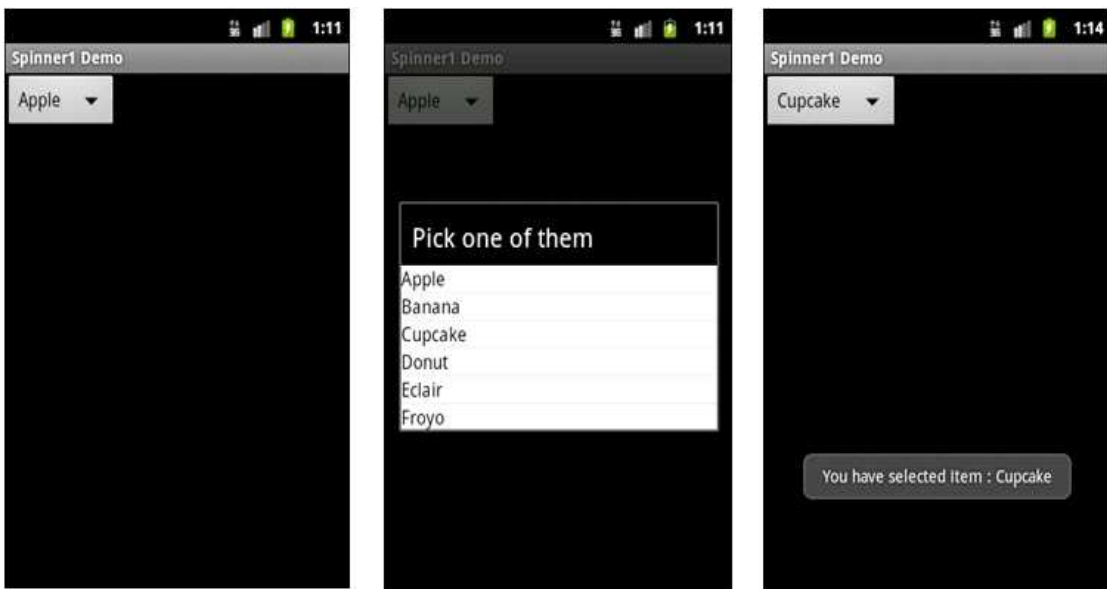 1:11
Spinner1 Demo
Apple
1:11
Spinner1 Demo
Apple
Pick one of them
Apple
Banana
Cupcake
Donut
Eclair
Froyo
1:14
Spinner1 Demo
Cupcake
You have selected item : Cupcake